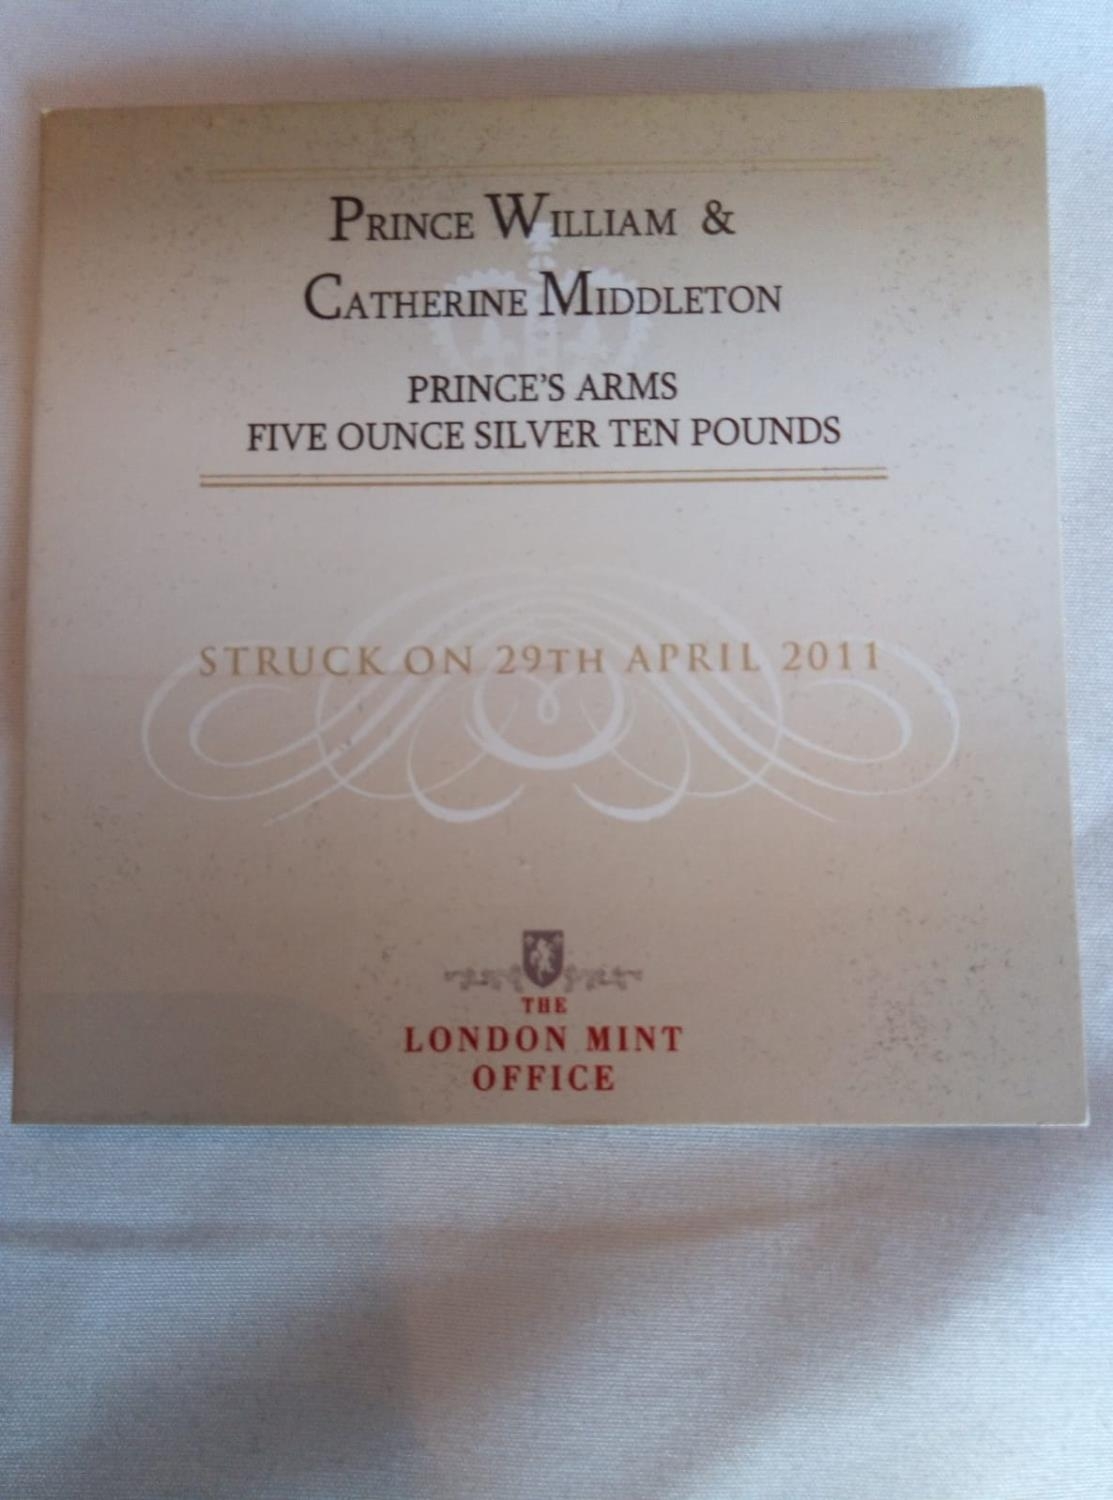 PRINCE WILLIAM &
CATHERINE MIDDLETON
PRINCE'S ARMS
FIVE OUNCE SILVER TEN POUNDS
STRUCK ON 29TH APRIL 2011
THE
LONDON MINT
OFFICE